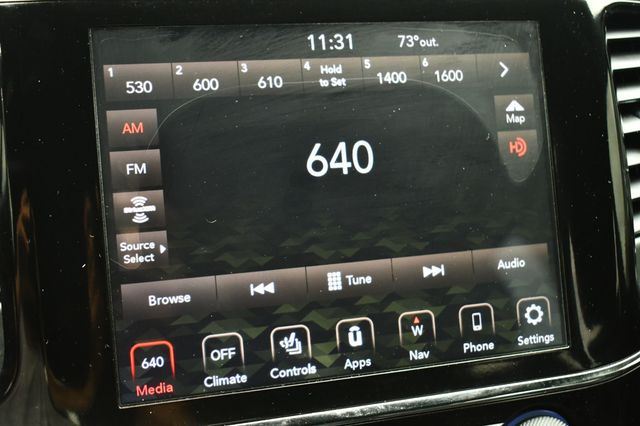 11:31 73° out.
1 530 2 600 3 610 4 Hold to Set 5 1400 6 1600
AM
FM
Source Select
Map
HD
640
Browse Tune Audio
640 OFF W
Media Climate Controls Apps Nav Phone Settings